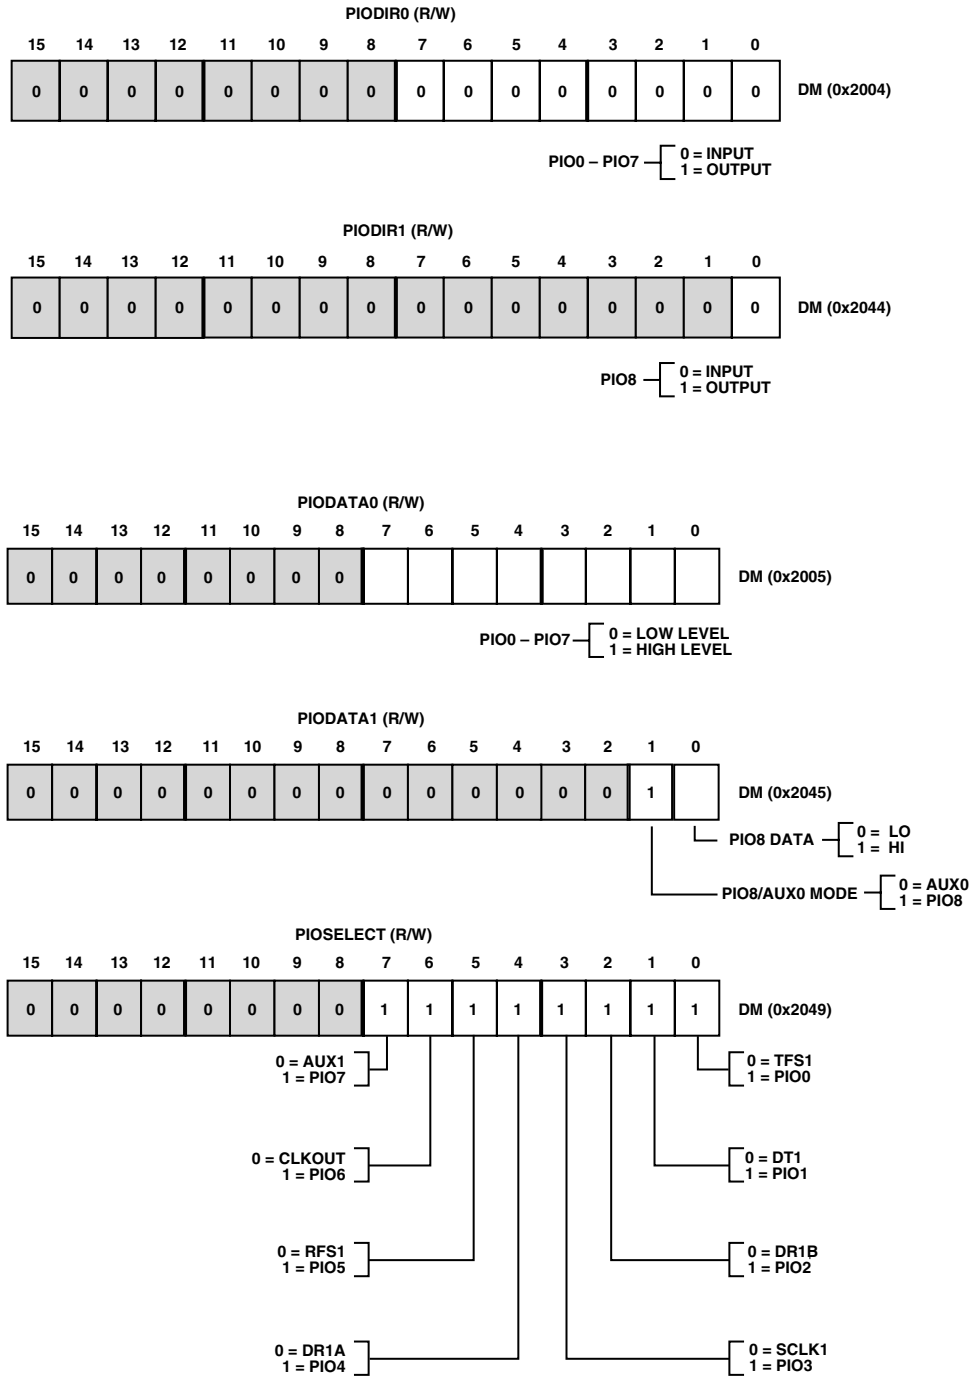 PIODIR0 (R/W)
15 14 13 12 11 10 9 8 7 6 5 4 3 2 1 0
0 0 0 0 0 0 0 0 0 0 0 0 0 0 0 0 DM (0x2004)
PIO0 – PIO7 0 = INPUT
1 = OUTPUT
PIODIR1 (R/W)
15 14 13 12 11 10 9 8 7 6 5 4 3 2 1 0
0 0 0 0 0 0 0 0 0 0 0 0 0 0 0 0 DM (0x2044)
PIO8 0 = INPUT
1 = OUTPUT
PIODATA0 (R/W)
15 14 13 12 11 10 9 8 7 6 5 4 3 2 1 0
0 0 0 0 0 0 0 0 DM (0x2005)
PIO0 – PIO7 0 = LOW LEVEL
1 = HIGH LEVEL
PIODATA1 (R/W)
15 14 13 12 11 10 9 8 7 6 5 4 3 2 1 0
0 0 0 0 0 0 0 0 0 0 0 0 0 0 1 DM (0x2045)
PIO8 DATA 0 = LO
1 = HI
PIO8/AUX0 MODE 0 = AUX0
1 = PIO8
PIOSELECT (R/W)
15 14 13 12 11 10 9 8 7 6 5 4 3 2 1 0
0 0 0 0 0 0 0 0 1 1 1 1 1 1 1 1 DM (0x2049)
0 = AUX1 0 = TFS1
1 = PIO7 1 = PIO0
0 = CLKOUT 0 = DT1
1 = PIO6 1 = PIO1
0 = RFS1 0 = DR1B
1 = PIO5 1 = PIO2
0 = DR1A 0 = SCLK1
1 = PIO4 1 = PIO3